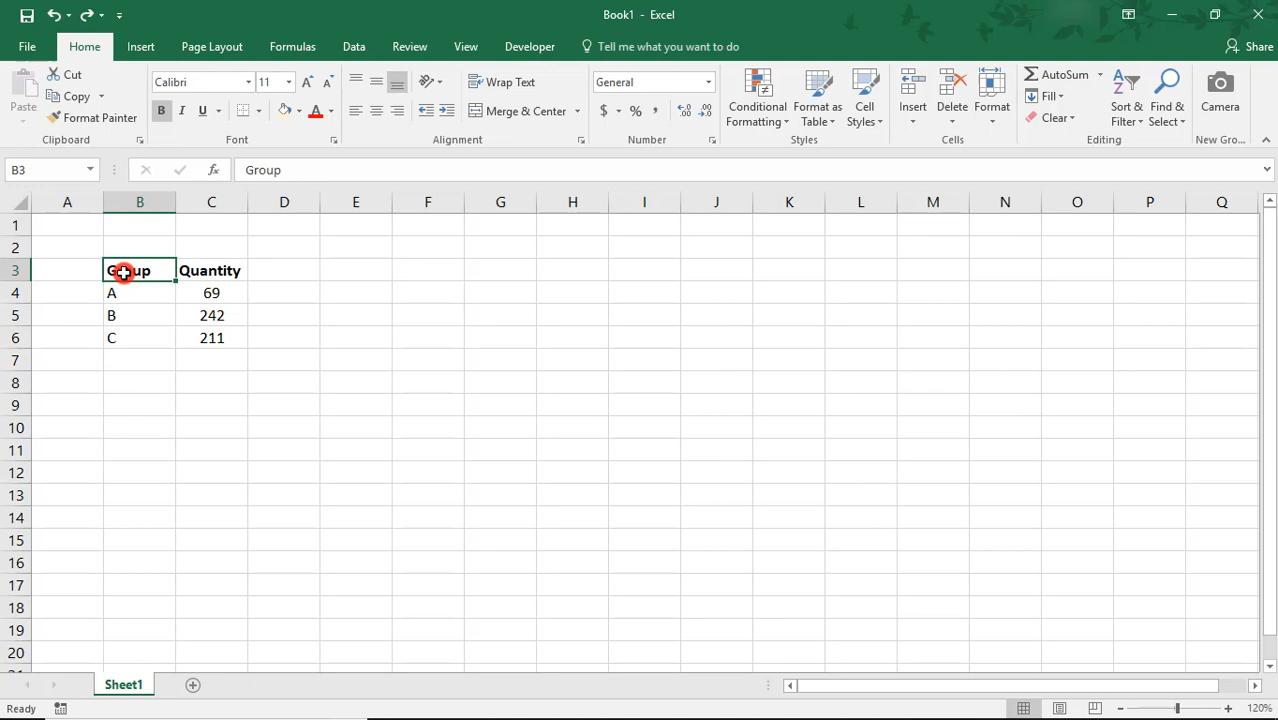 Book1 - Excel
File Home Insert Page Layout Formulas Data Review View Developer Tell me what you want to do Share
Paste
Cut
Copy
Format Painter
Clipboard
Calibri 11
B I U A
Font
Wrap Text
Merge & Center
Alignment
General
$ % ,
Number
Conditional Formatting
Format as Table
Cell Styles
Styles
Insert
Delete
Format
Cells
AutoSum
Fill
Clear
Sort & Filter
Find & Select
Editing
Camera
New Gro...
B3 fx Group
A B C D E F G H I J K L M N O P Q
1
2
3 Group Quantity
4 A 69
5 B 242
6 C 211
7
8
9
10
11
12
13
14
15
16
17
18
19
20
Sheet1
Ready 120%